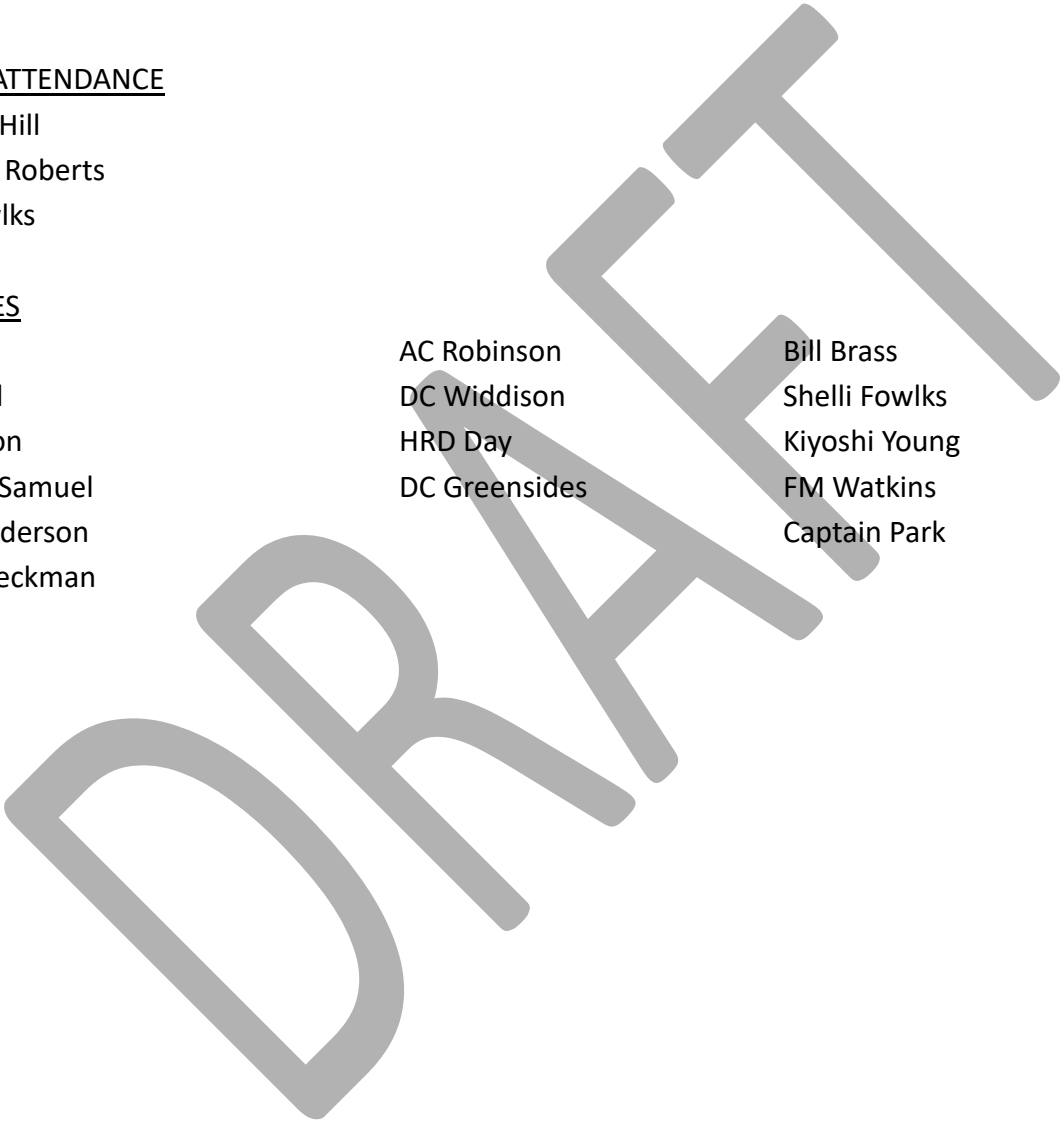 ATTENDANCE
Hill
Roberts
lks
ES
AC Robinson Bill Brass
l DC Widdison Shelli Fowlks
on HRD Day Kiyoshi Young
Samuel DC Greensides FM Watkins
derson Captain Park
eckman
DRAFT